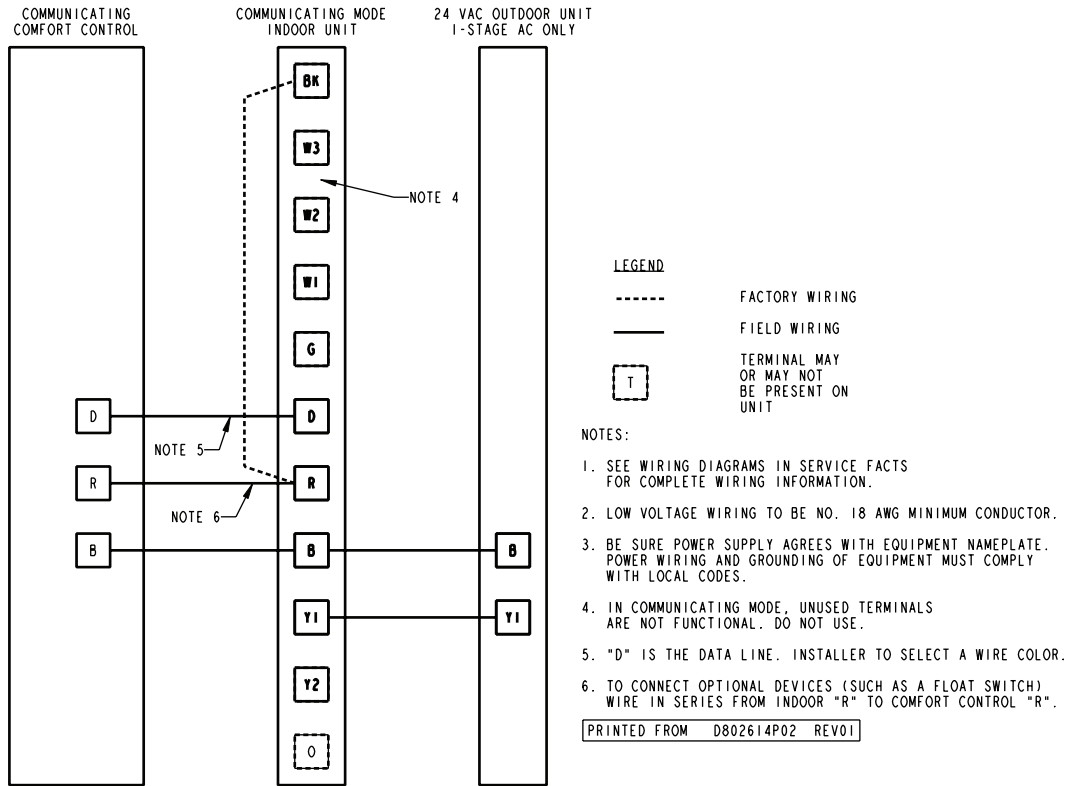 COMMUNICATING
COMFORT CONTROL
COMMUNICATING MODE
INDOOR UNIT
24 VAC OUTDOOR UNIT
1-STAGE AC ONLY
BK
W3
NOTE 4
W2
W1
G
D
D
NOTE 5
R
R
NOTE 6
B
B
B
Y1
Y1
Y2
O
LEGEND
FACTORY WIRING
FIELD WIRING
T
TERMINAL MAY
OR MAY NOT
BE PRESENT ON
UNIT
NOTES:
1. SEE WIRING DIAGRAMS IN SERVICE FACTS
FOR COMPLETE WIRING INFORMATION.
2. LOW VOLTAGE WIRING TO BE NO. 18 AWG MINIMUM CONDUCTOR.
3. BE SURE POWER SUPPLY AGREES WITH EQUIPMENT NAMEPLATE.
POWER WIRING AND GROUNDING OF EQUIPMENT MUST COMPLY
WITH LOCAL CODES.
4. IN COMMUNICATING MODE, UNUSED TERMINALS
ARE NOT FUNCTIONAL. DO NOT USE.
5. "D" IS THE DATA LINE. INSTALLER TO SELECT A WIRE COLOR.
6. TO CONNECT OPTIONAL DEVICES (SUCH AS A FLOAT SWITCH)
WIRE IN SERIES FROM INDOOR "R" TO COMFORT CONTROL "R".
PRINTED FROM D802614P02 REV01